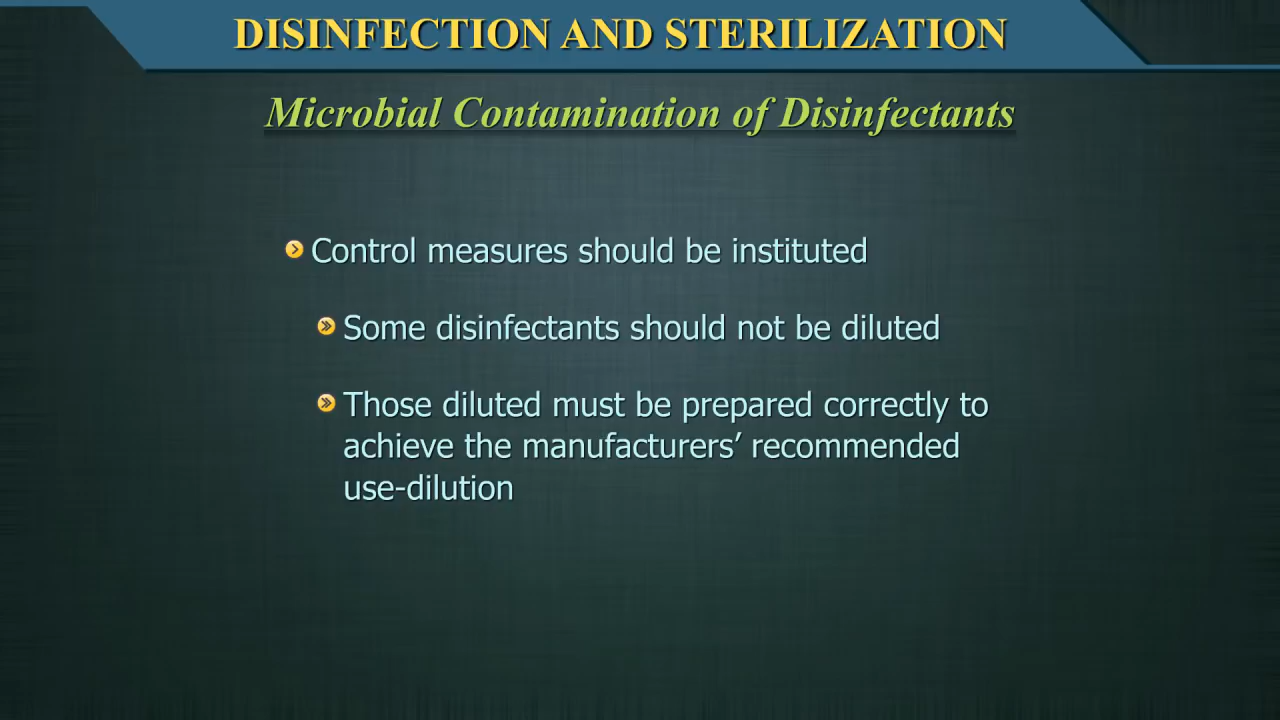 DISINFECTION AND STERILIZATION
Microbial Contamination of Disinfectants
Control measures should be instituted
Some disinfectants should not be diluted
Those diluted must be prepared correctly to
achieve the manufacturers’ recommended
use-dilution